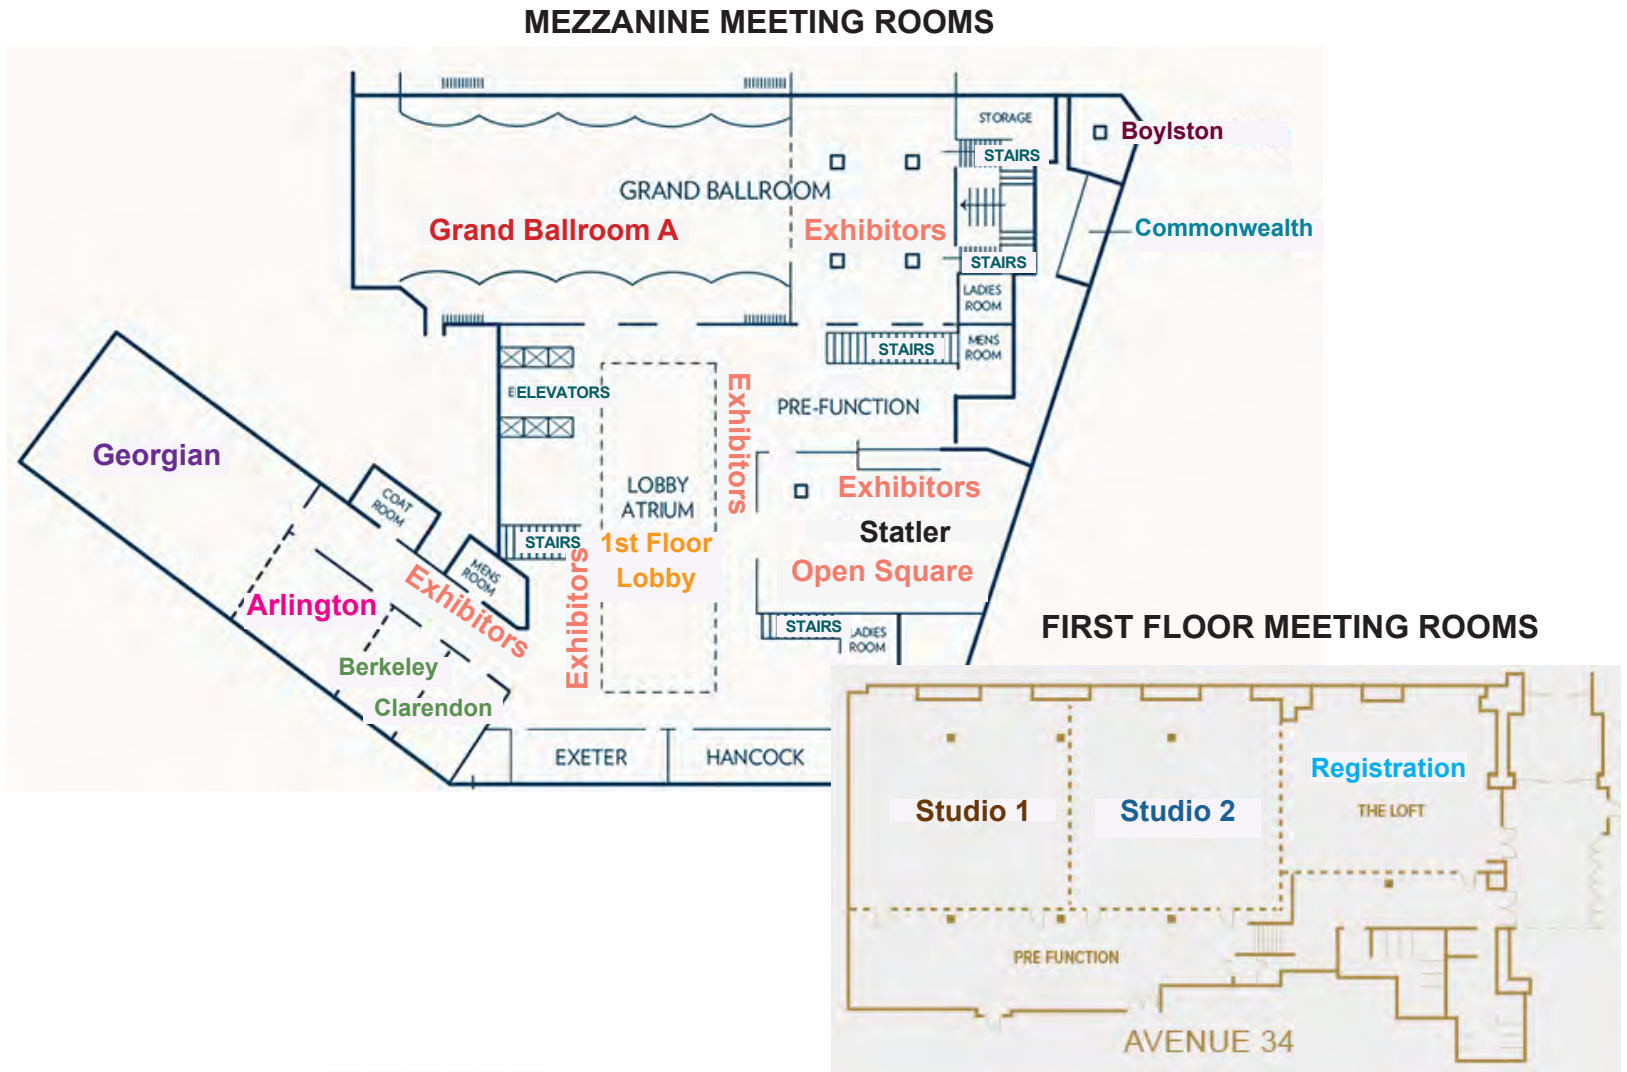 MEZZANINE MEETING ROOMS
STORAGE
Boylston
STAIRS
GRAND BALLROOM
Grand Ballroom A
Exhibitors
Commonwealth
STAIRS
LADIES
ROOM
STAIRS
MENS
ROOM
ELEVATORS
Exhibitors
PRE-FUNCTION
Georgian
COAT
ROOM
LOBBY
ATRIUM
Exhibitors
Statler
Open Square
STAIRS
1st Floor
Lobby
MENS
ROOM
Exhibitors
Exhibitors
Arlington
STAIRS
LADIES
ROOM
Berkeley
Clarendon
EXETER
HANCOCK
FIRST FLOOR MEETING ROOMS
Registration
THE LOFT
Studio 1
Studio 2
PRE FUNCTION
AVENUE 34